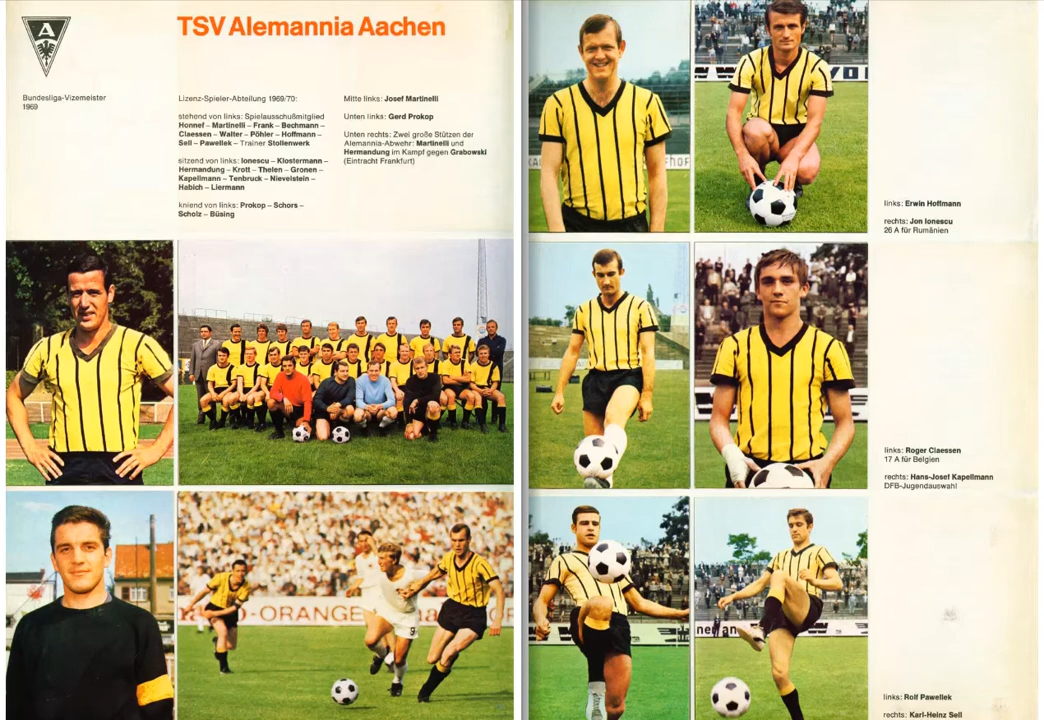 A
TSV Alemannia Aachen
Bundesliga-Vizemeister
1969
Lizenz-Spieler-Abteilung 1969/70:
stehend von links: Spielausschußmitglied
Honnef – Martinelli – Frank – Bechmann –
Claessen – Walter – Pöhler – Hoffmann –
Sell – Pawellek – Trainer Stollenwerk
sitzend von links: Ionescu – Klostermann –
Hermandung – Krott – Thelen – Gronen –
Kapellmann – Tenbruck – Nievelstein –
Habich – Liermann
kniend von links: Prokop – Schors –
Scholz – Büsing
Mitte links: Josef Martinelli
Unten links: Gerd Prokop
Unten rechts: Zwei große Stützen der
Alemannia-Abwehr: Martinelli und
Hermandung im Kampf gegen Grabowski
(Eintracht Frankfurt)
-ORANGE
9
links: Erwin Hoffmann
rechts: Jon Ionescu
26 A für Rumänien
links: Roger Claessen
17 A für Belgien
rechts: Hans-Josef Kapellmann
DFB-Jugendauswahl
links: Rolf Pawellek
rechts: Karl-Heinz Sell